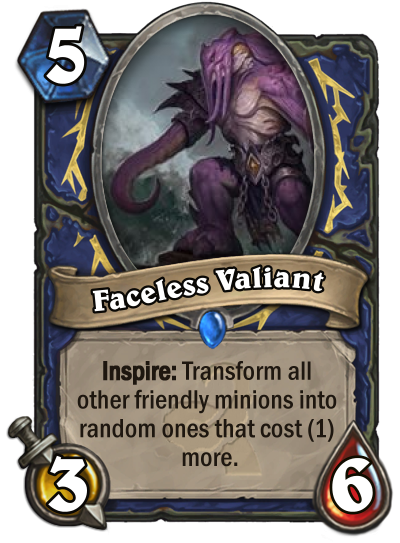 5
Faceless Valiant
Inspire: Transform all
other friendly minions into
random ones that cost (1)
more.
3
6